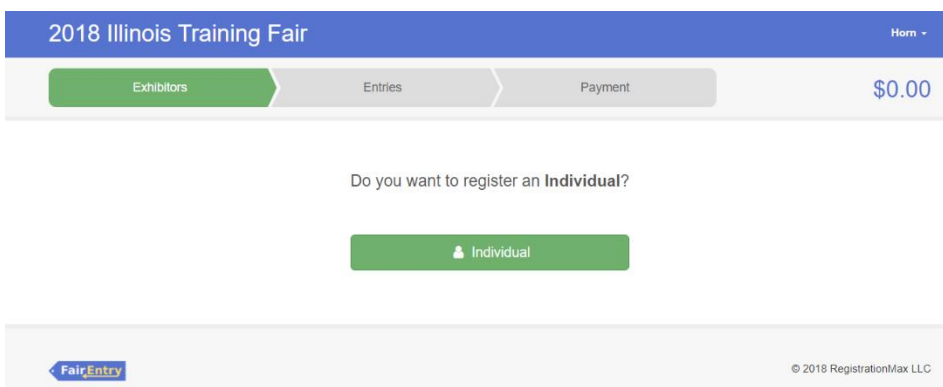 2018 Illinois Training Fair
Horn
Exhibitors
Entries
Payment
$0.00
Do you want to register an Individual?
Individual
FairEntry
© 2018 RegistrationMax LLC